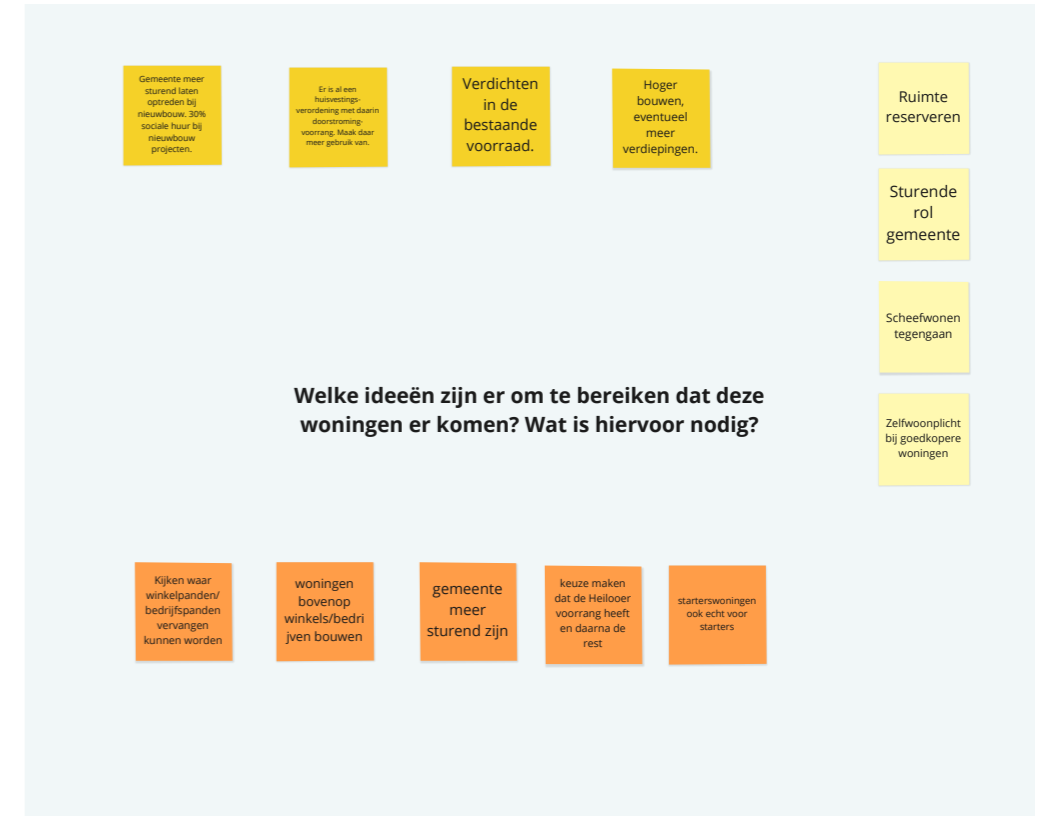 Gemeente meer
sturend laten
optreden bij
nieuwbouw. 30%
sociale huur bij
nieuwbouw
projecten.
Er is al een
huisvestings-
verordening met daarin
doorstroming-
voorrang. Maak daar
meer gebruik van.
Verdichten
in de
bestaande
voorraad.
Hoger
bouwen,
eventueel
meer
verdiepingen.
Ruimte
reserveren
Sturende
rol
gemeente
Scheefwonen
tegengaan
Zelfwoonplicht
bij goedkopere
woningen
Welke ideeën zijn er om te bereiken dat deze
woningen er komen? Wat is hiervoor nodig?
Kijken waar
winkelpanden/
bedrijfspanden
vervangen
kunnen worden
woningen
bovenop
winkels/bedri
jven bouwen
gemeente
meer
sturend zijn
keuze maken
dat de Heilooer
voorrang heeft
en daarna de
rest
starterswoningen
ook echt voor
starters